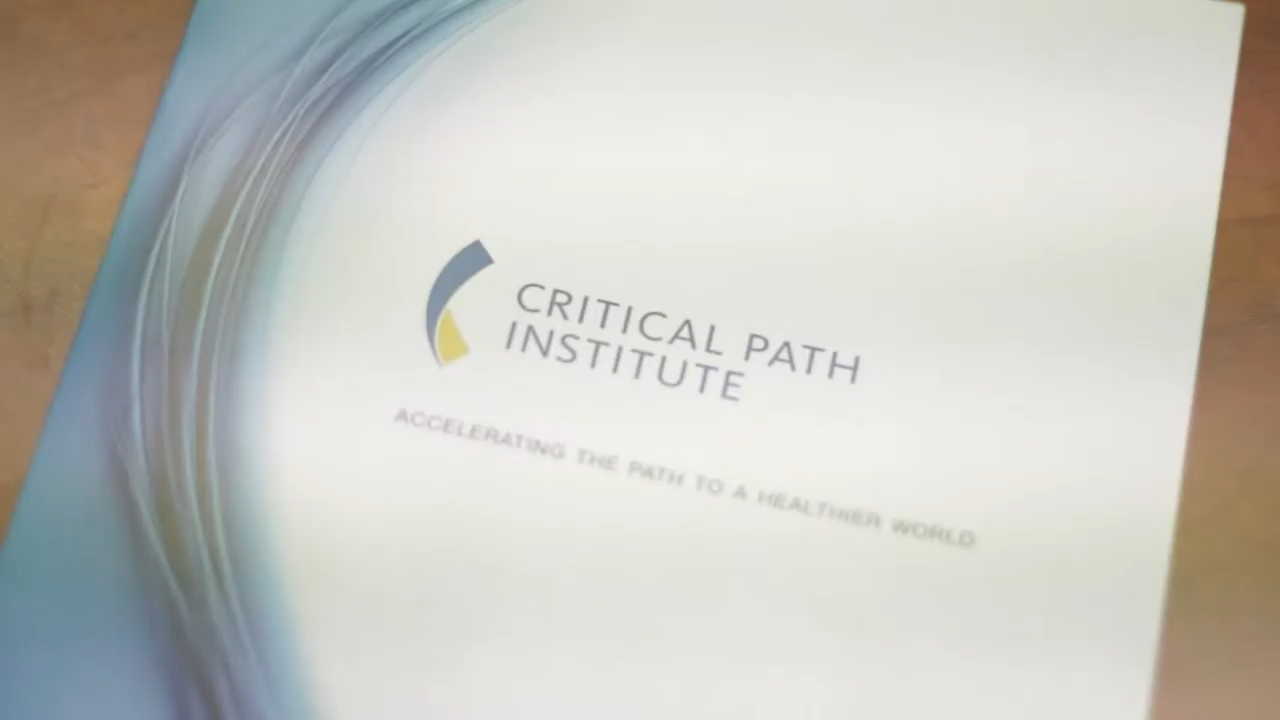 CRITICAL PATH
INSTITUTE
ACCELERATING THE PATH TO A HEALTHIER WORLD